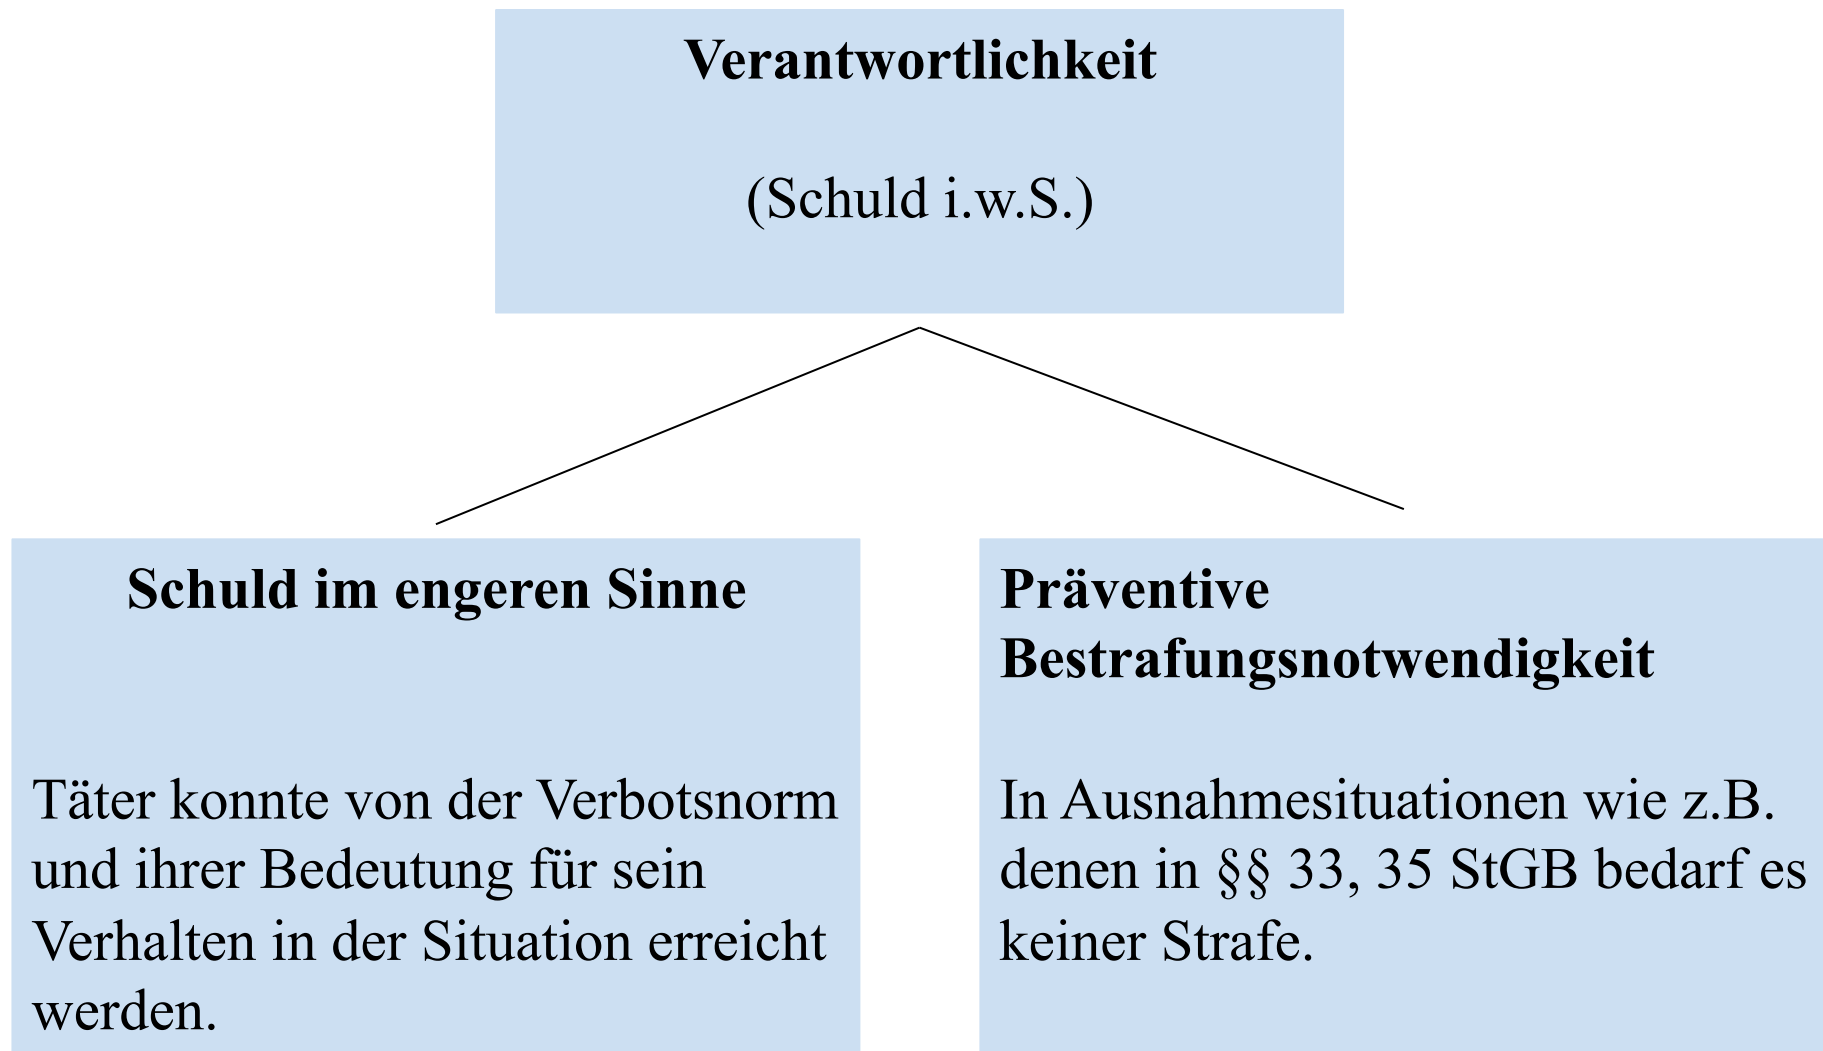 Verantwortlichkeit
(Schuld i.w.S.)
Schuld im engeren Sinne
Täter konnte von der Verbotsnorm
und ihrer Bedeutung für sein
Verhalten in der Situation erreicht
werden.
Präventive
Bestrafungsnotwendigkeit
In Ausnahmesituationen wie z.B.
denen in §§ 33, 35 StGB bedarf es
keiner Strafe.